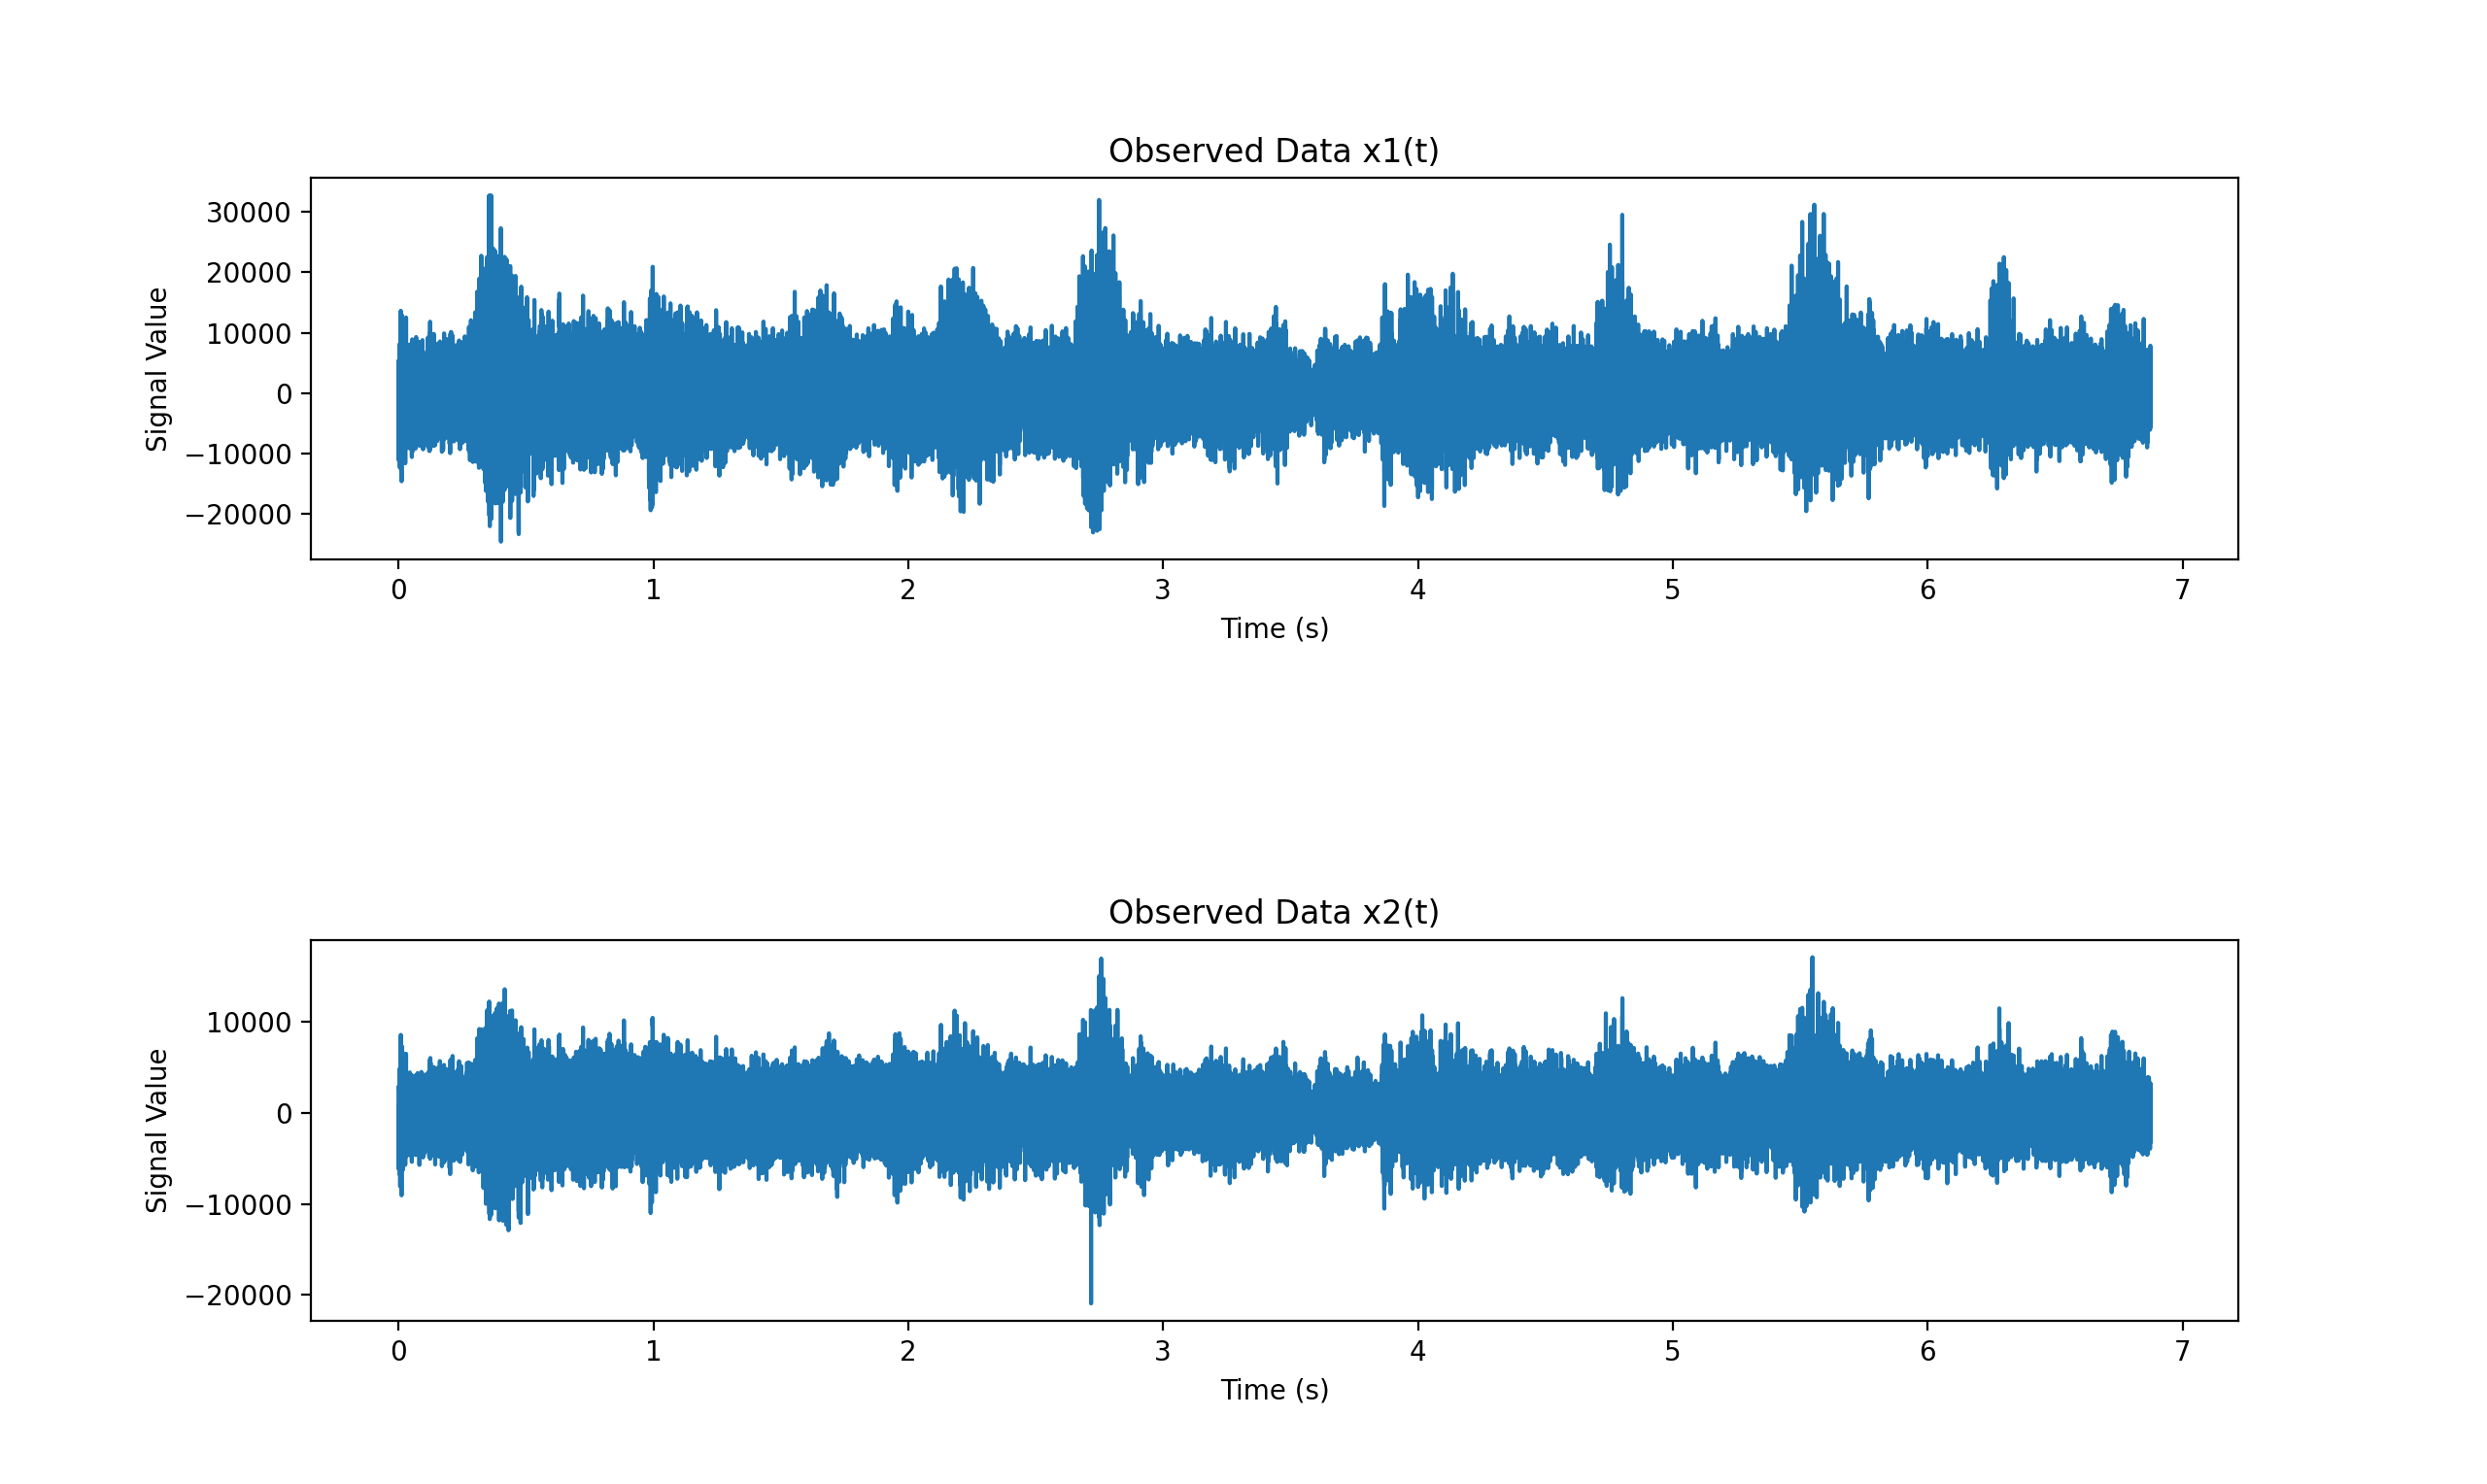 Observed Data x1(t)
Signal Value
30000
20000
10000
0
−10000
−20000
0 1 2 3 4 5 6 7
Time (s)
Observed Data x2(t)
Signal Value
10000
0
−10000
−20000
0 1 2 3 4 5 6 7
Time (s)